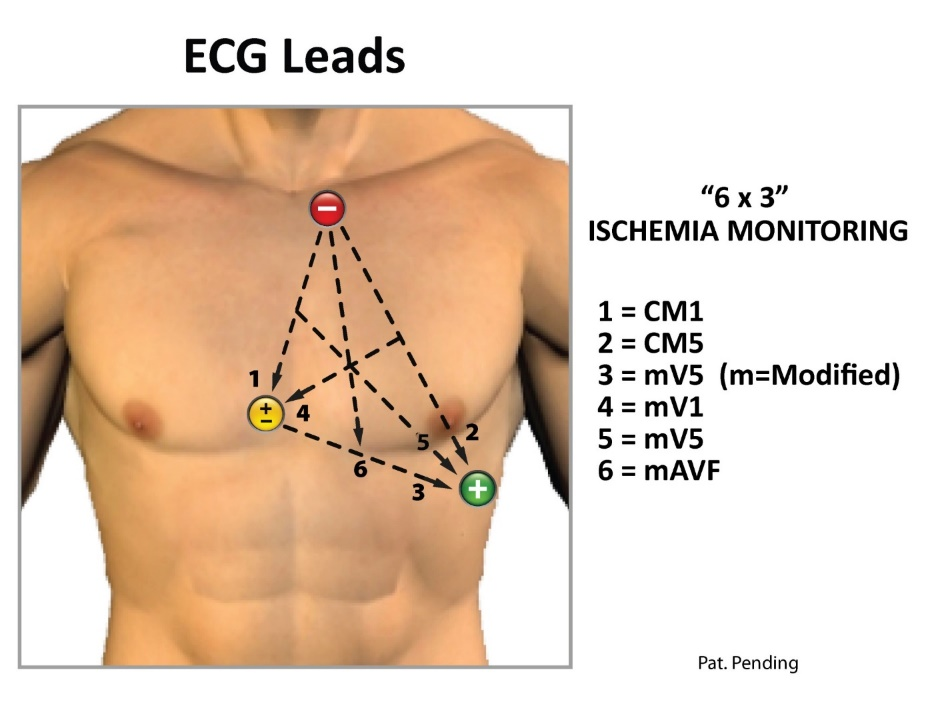 ECG Leads
“6 x 3”
ISCHEMIA MONITORING
1 = CM1
2 = CM5
3 = mV5 (m=Modified)
4 = mV1
5 = mV5
6 = mAVF
−
1
+
−
4
5
2
6
3
+
Pat. Pending